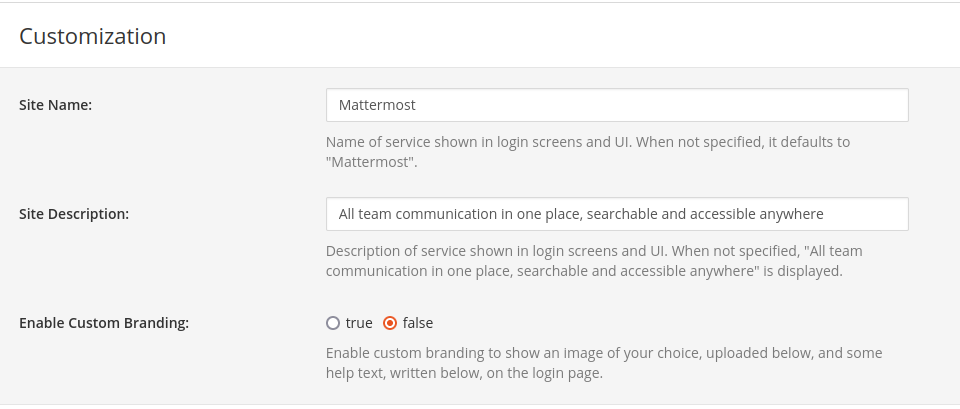 Customization
Site Name:
Mattermost
Name of service shown in login screens and UI. When not specified, it defaults to
"Mattermost".
Site Description:
All team communication in one place, searchable and accessible anywhere
Description of service shown in login screens and UI. When not specified, "All team
communication in one place, searchable and accessible anywhere" is displayed.
Enable Custom Branding:
true false
Enable custom branding to show an image of your choice, uploaded below, and some
help text, written below, on the login page.